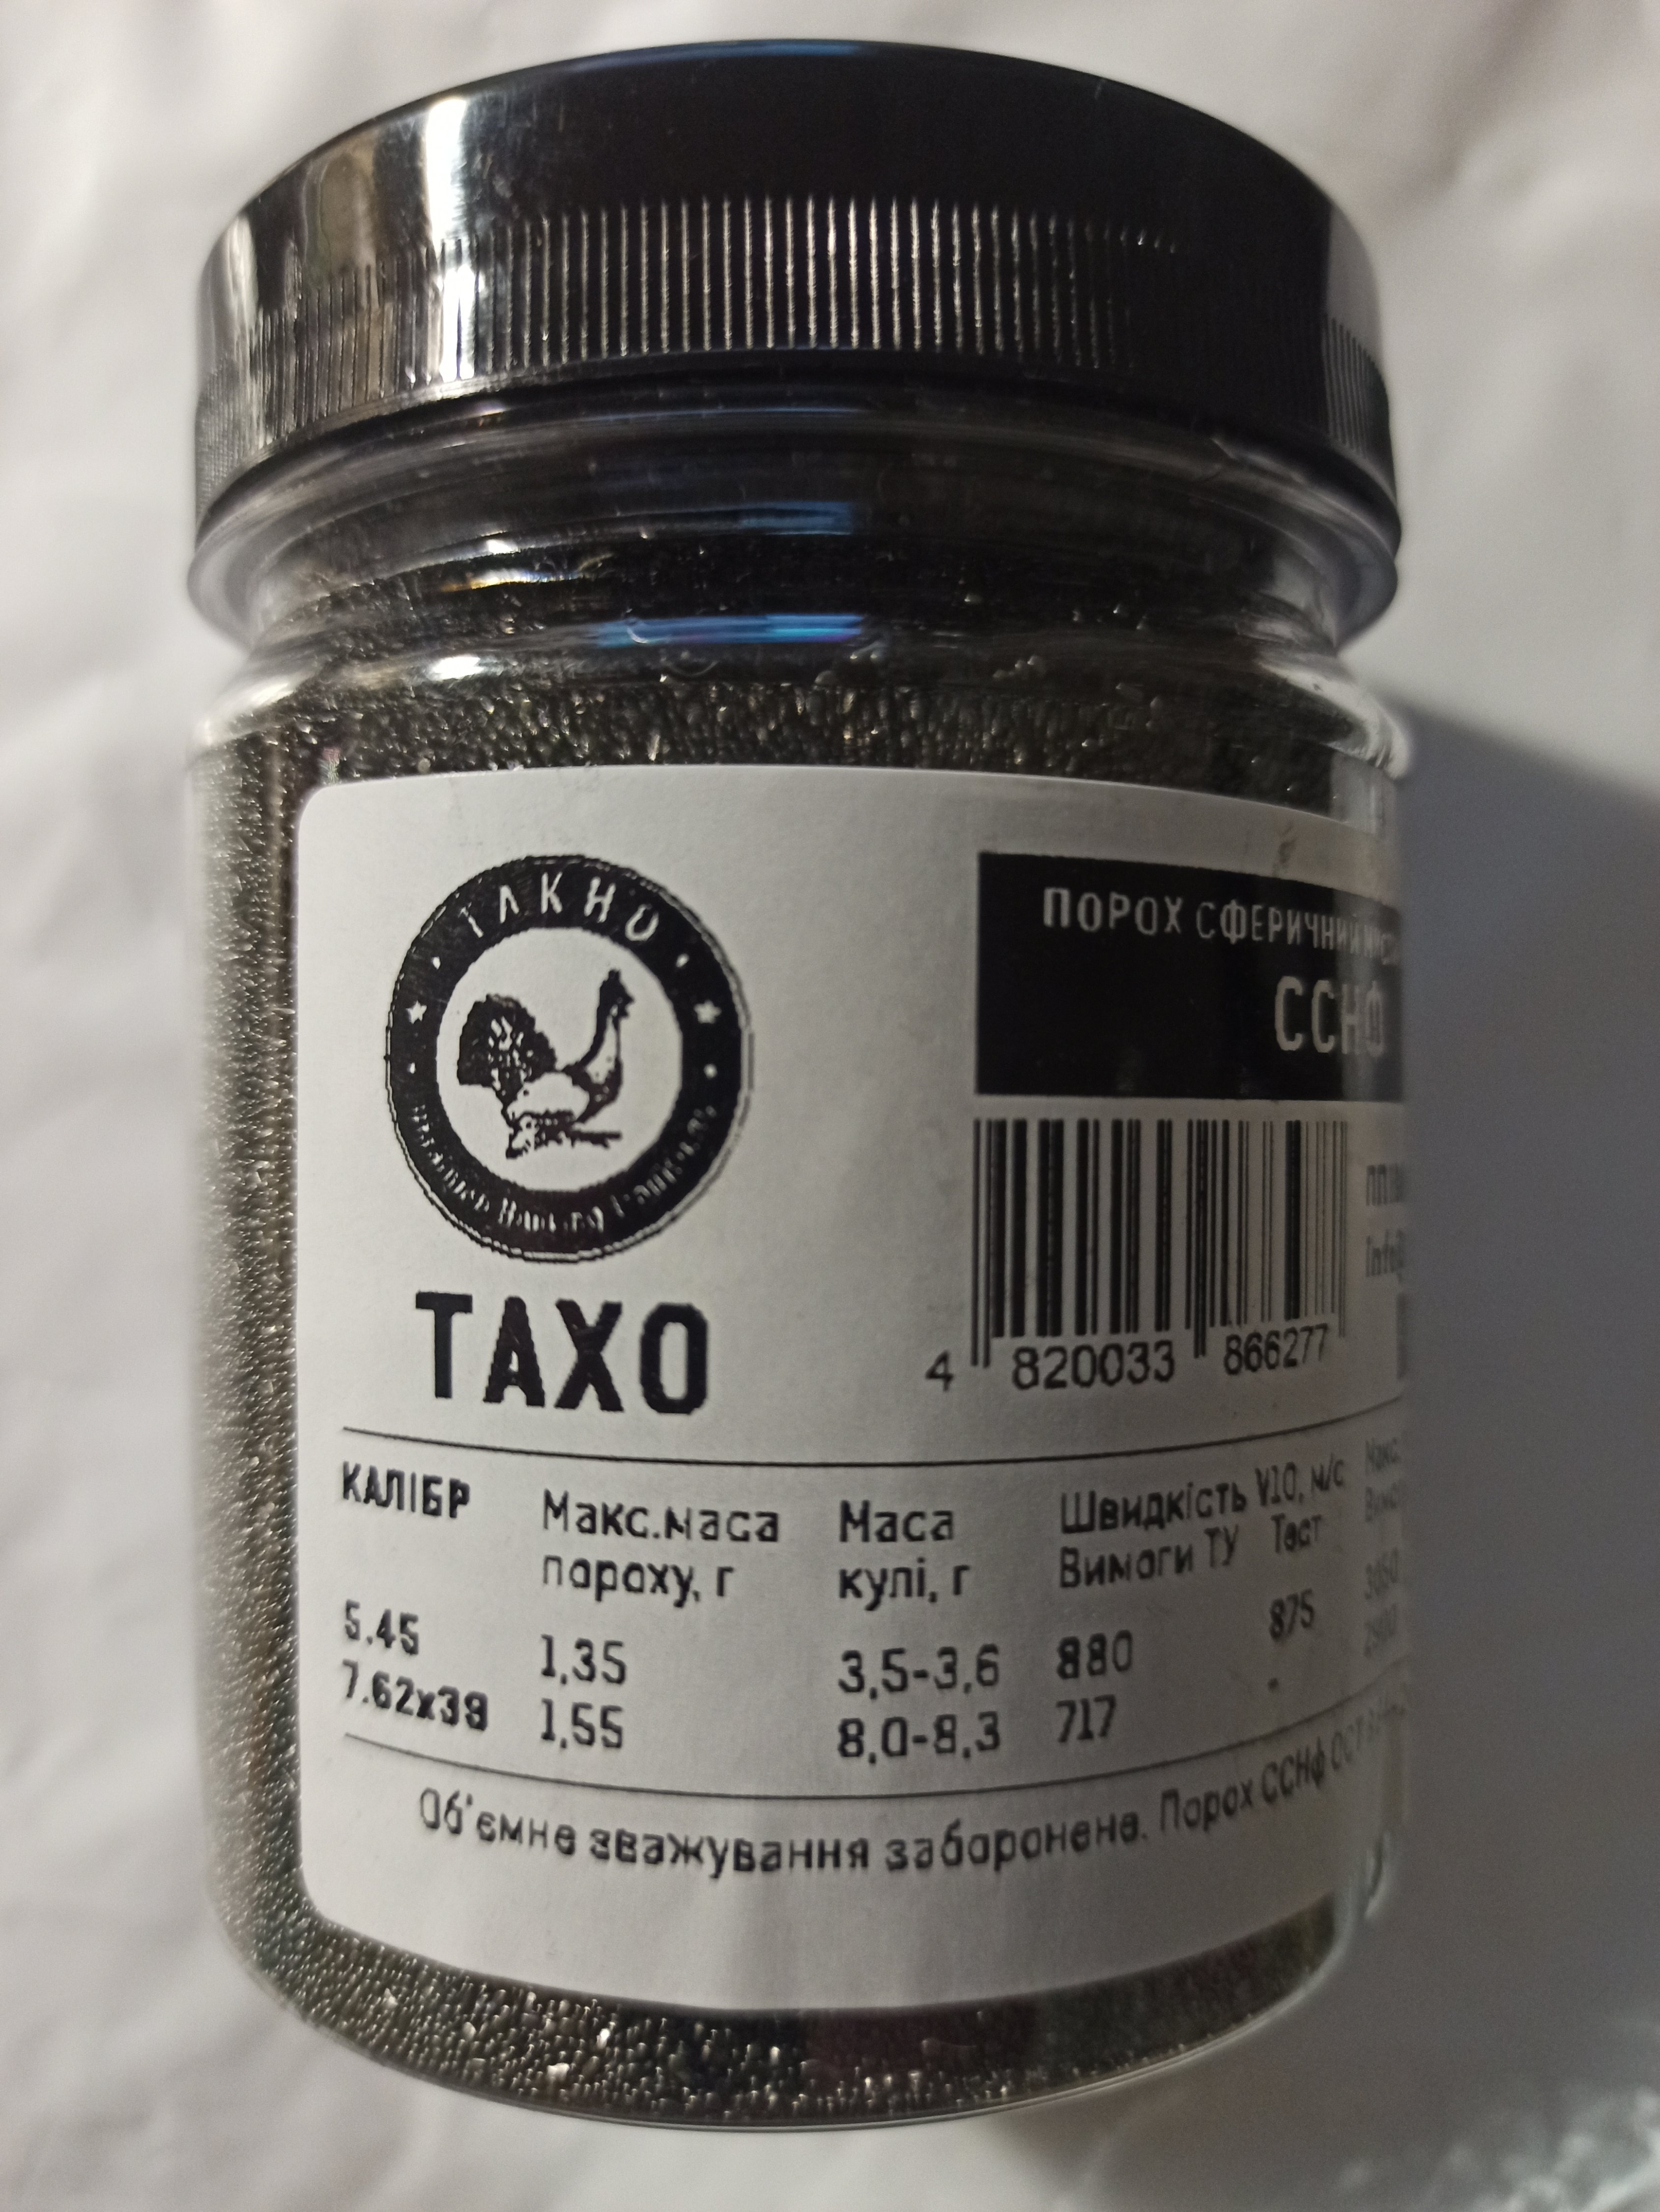 ТАКНО
ТАХО
ПОРОХ СФЕРИЧНИЙ
ССНФ
4 820033 866277
КАЛІБР Макс.маса пороху, г Маса кулі, г Швидкість V10, м/с Вимоги ТУ Тест
5.45 1,35 3,5-3,6 880 875
7.62х39 1,55 8,0-8,3 717 -
Об'ємне зважування заборонене. Порох ССНф ОСТ